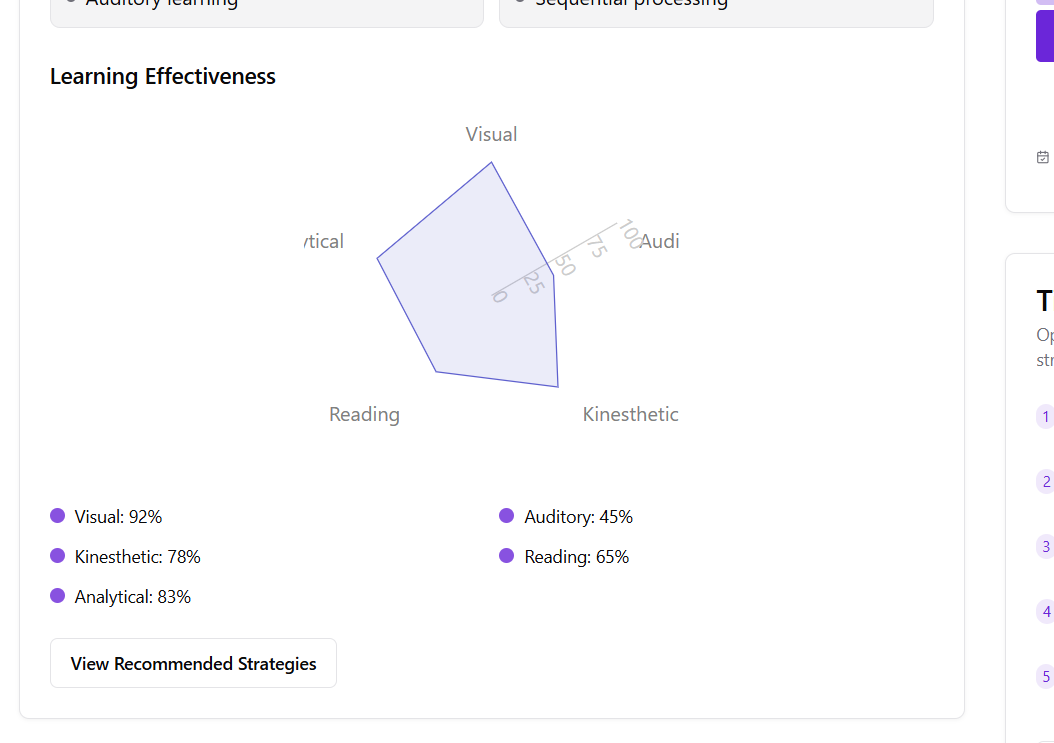 Auditory learning
Sequential processing
Learning Effectiveness
Visual
ytical
Audi
100
75
50
25
0
Reading
Kinesthetic
Visual: 92%
Auditory: 45%
Kinesthetic: 78%
Reading: 65%
Analytical: 83%
View Recommended Strategies
T
Op
str
1
2
3
4
5